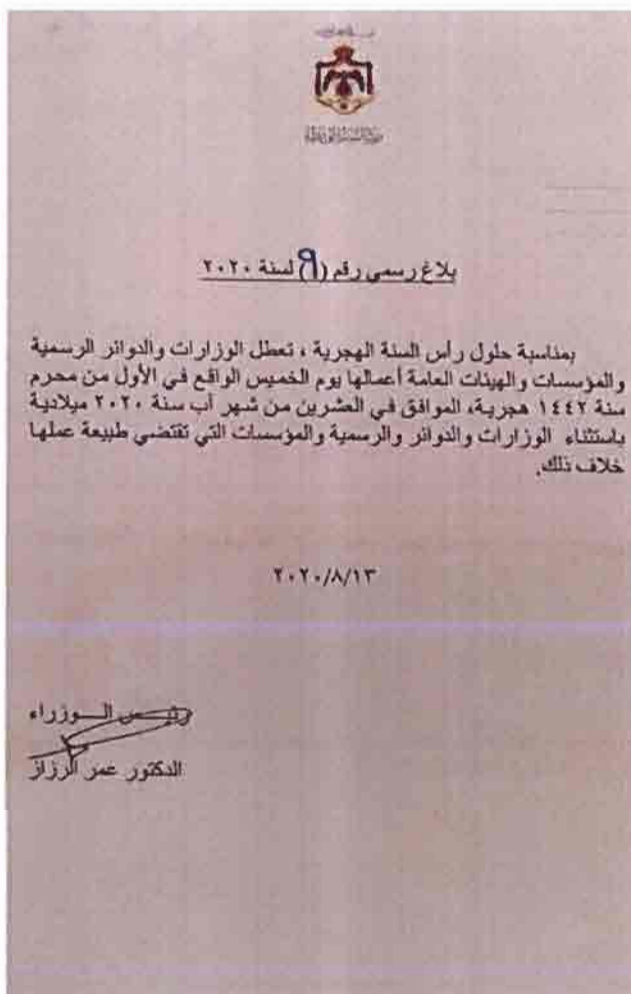 بلاغ رسمي رقم (٩) لسنة ٢٠٢٠
بمناسبة حلول رأس السنة الهجرية ، تعطل الوزارات والدوائر الرسمية
والمؤسسات والهيئات العامة أعمالها يوم الخميس الواقع في الأول من محرم
سنة ١٤٤٢ هجرية، الموافق في العشرين من شهر آب سنة ٢٠٢٠ ميلادية
باستثناء الوزارات والدوائر والرسمية والمؤسسات التي تقتضي طبيعة عملها
خلاف ذلك.
٢٠٢٠/٨/١٣
رئيس الـــوزراء
الدكتور عمر الرزاز